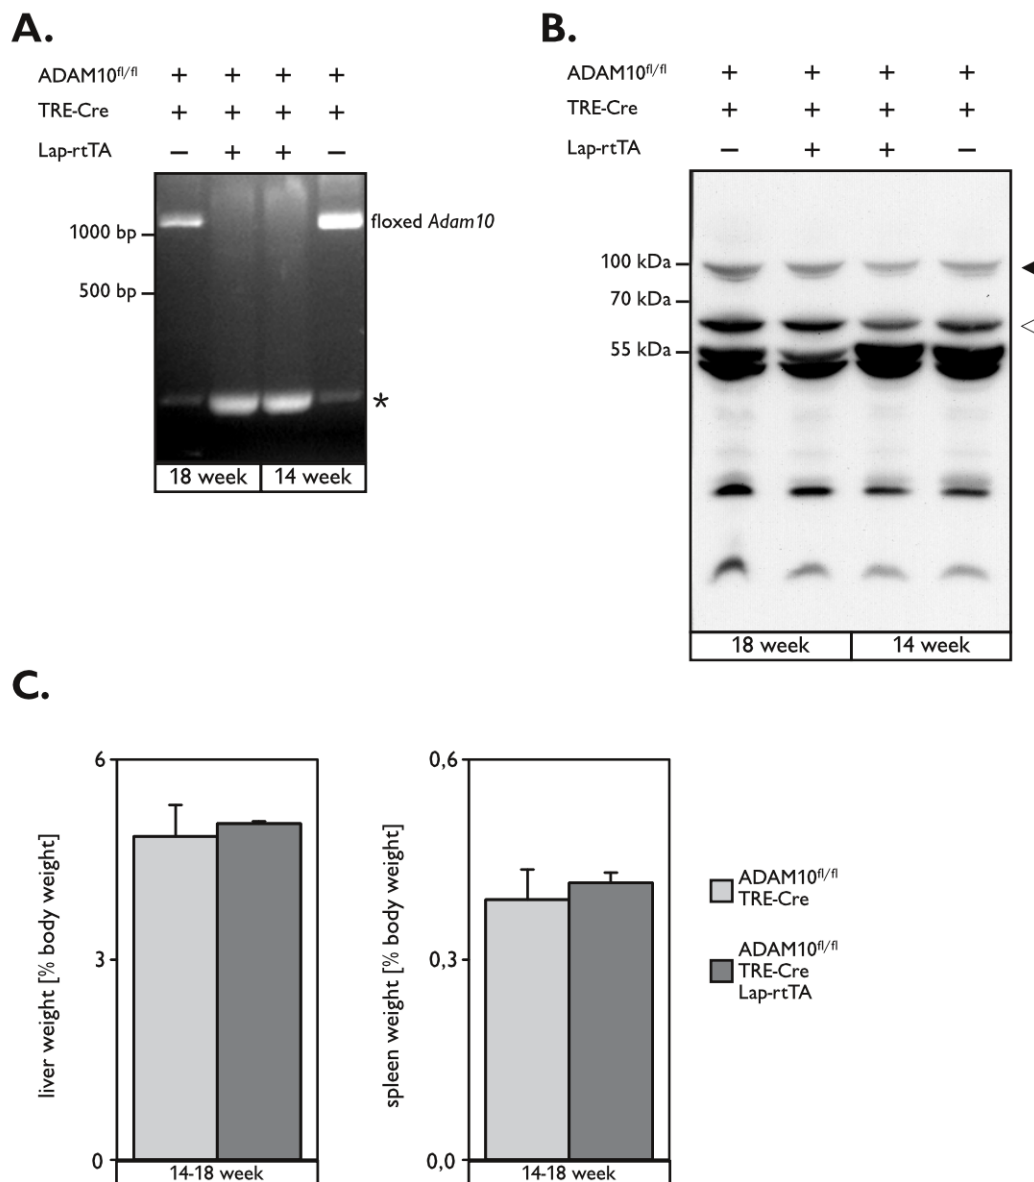 A.
ADAM10fl/fl + + + +
TRE-Cre + + + +
Lap-rtTA – + + –
floxed Adam10
1000 bp
500 bp
*
18 week 14 week
B.
ADAM10fl/fl + + + +
TRE-Cre + + + +
Lap-rtTA – + + –
100 kDa
70 kDa
55 kDa
18 week 14 week
C.
liver weight [% body weight]
6
3
0
14-18 week
spleen weight [% body weight]
0,6
0,3
0,0
14-18 week
ADAM10fl/fl
TRE-Cre
ADAM10fl/fl
TRE-Cre
Lap-rtTA